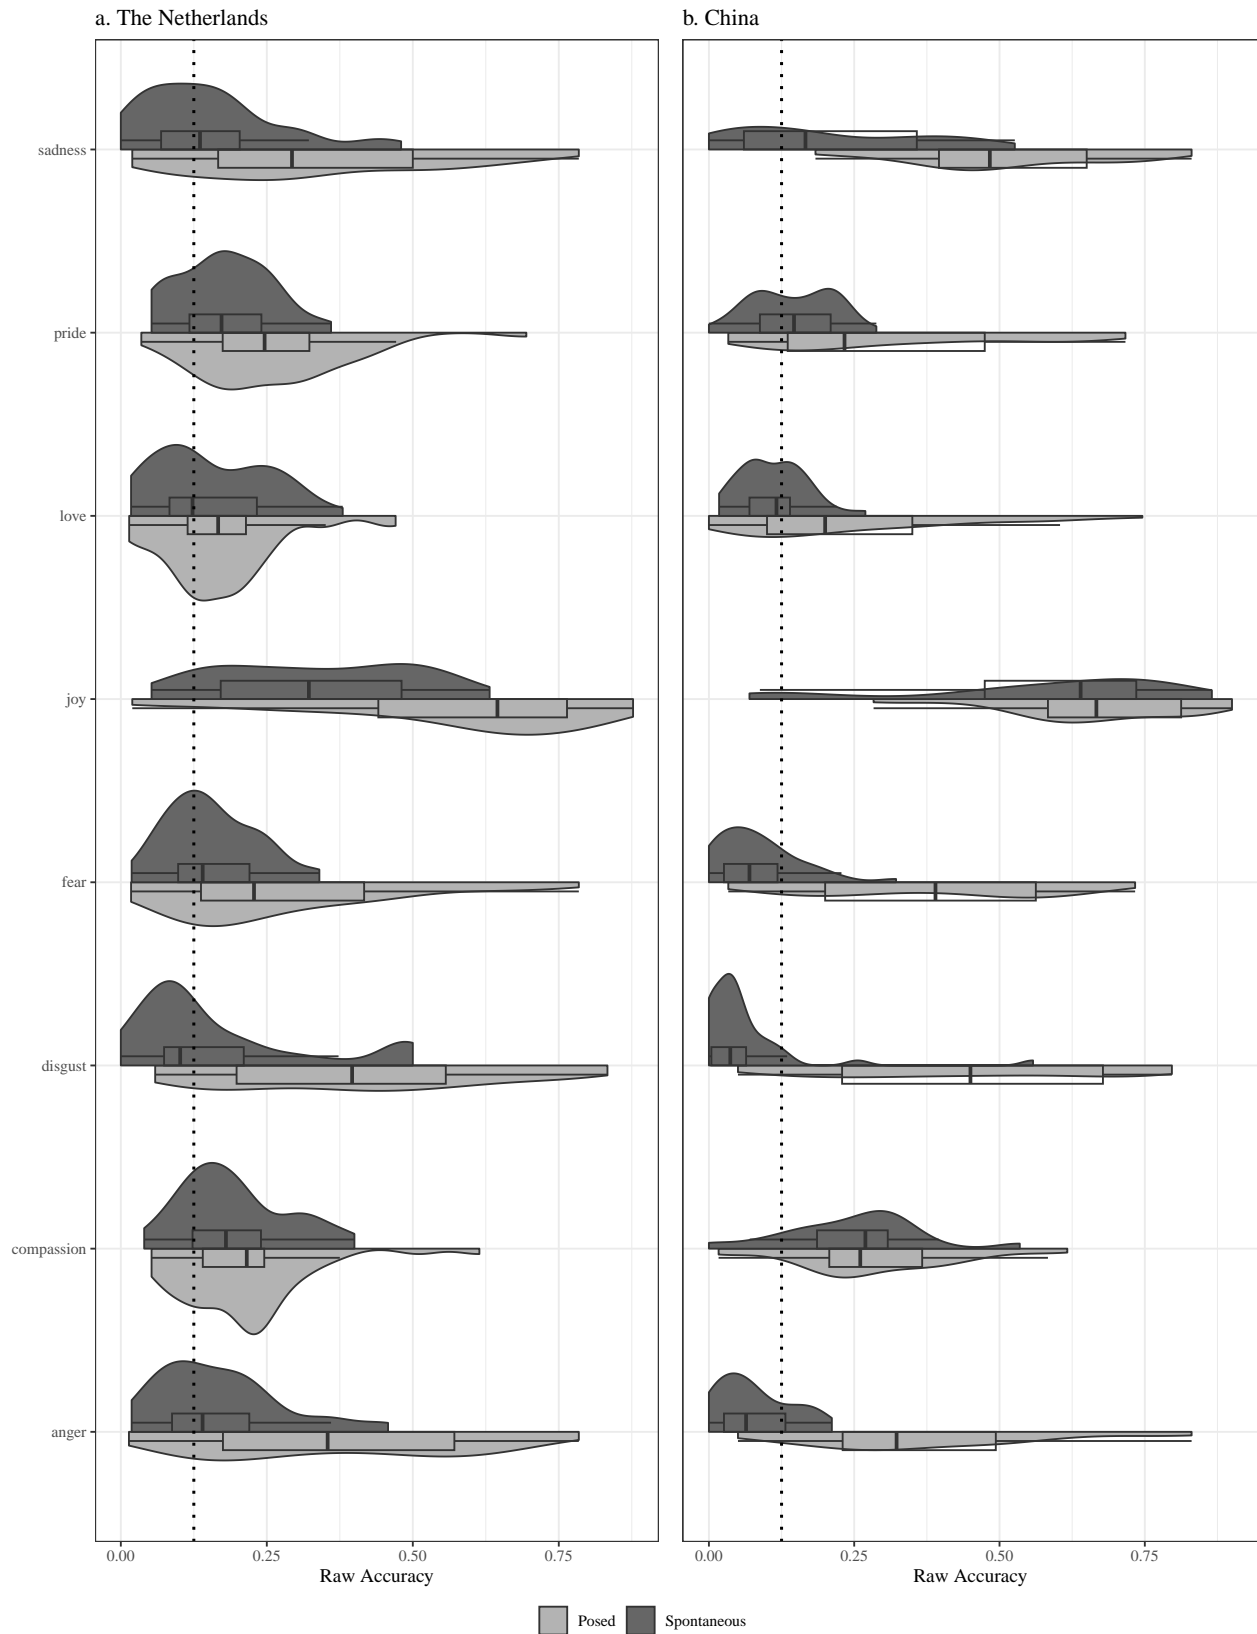 a. The Netherlands
b. China
sadness
pride
love
joy
fear
disgust
compassion
anger
0.00 0.25 0.50 0.75
0.00 0.25 0.50 0.75
Raw Accuracy
Raw Accuracy
Posed Spontaneous